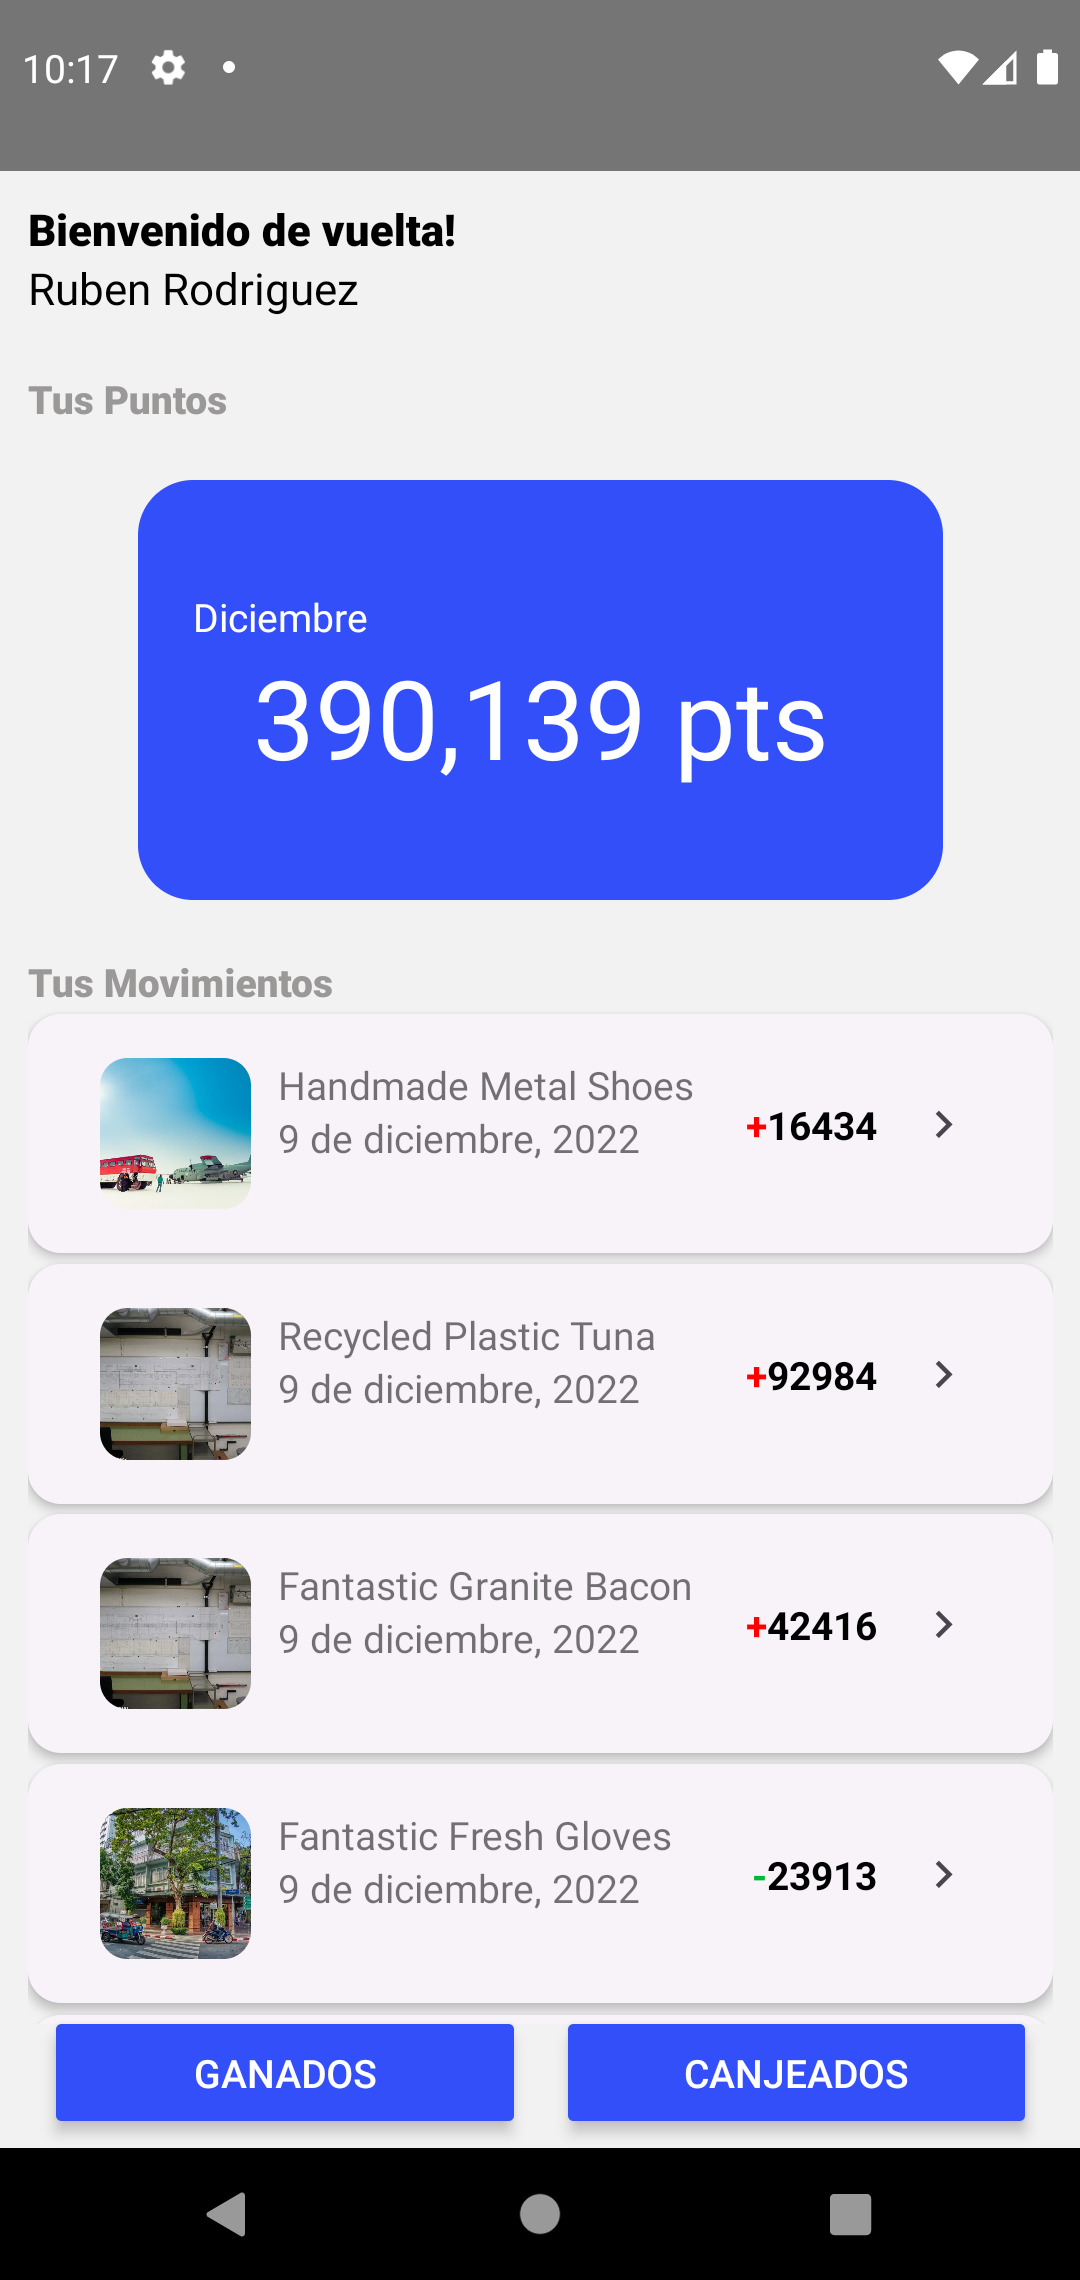 10:17
Bienvenido de vuelta!
Ruben Rodriguez
Tus Puntos
Diciembre
390,139 pts
Tus Movimientos
Handmade Metal Shoes
9 de diciembre, 2022
+16434
Recycled Plastic Tuna
9 de diciembre, 2022
+92984
Fantastic Granite Bacon
9 de diciembre, 2022
+42416
Fantastic Fresh Gloves
9 de diciembre, 2022
-23913
GANADOS
CANJEADOS